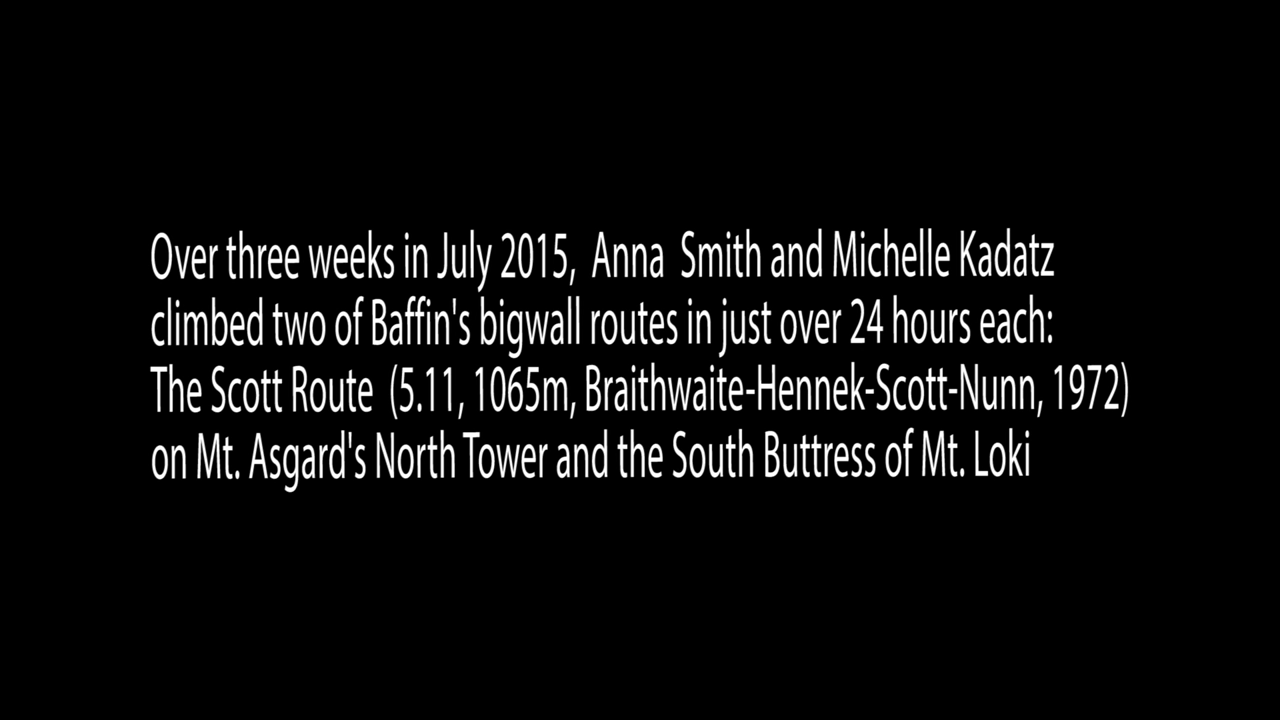 Over three weeks in July 2015,  Anna  Smith and Michelle Kadatz
climbed two of Baffin's bigwall routes in just over 24 hours each:
The Scott Route  (5.11, 1065m, Braithwaite-Hennek-Scott-Nunn, 1972)
on Mt. Asgard's North Tower and the South Buttress of Mt. Loki